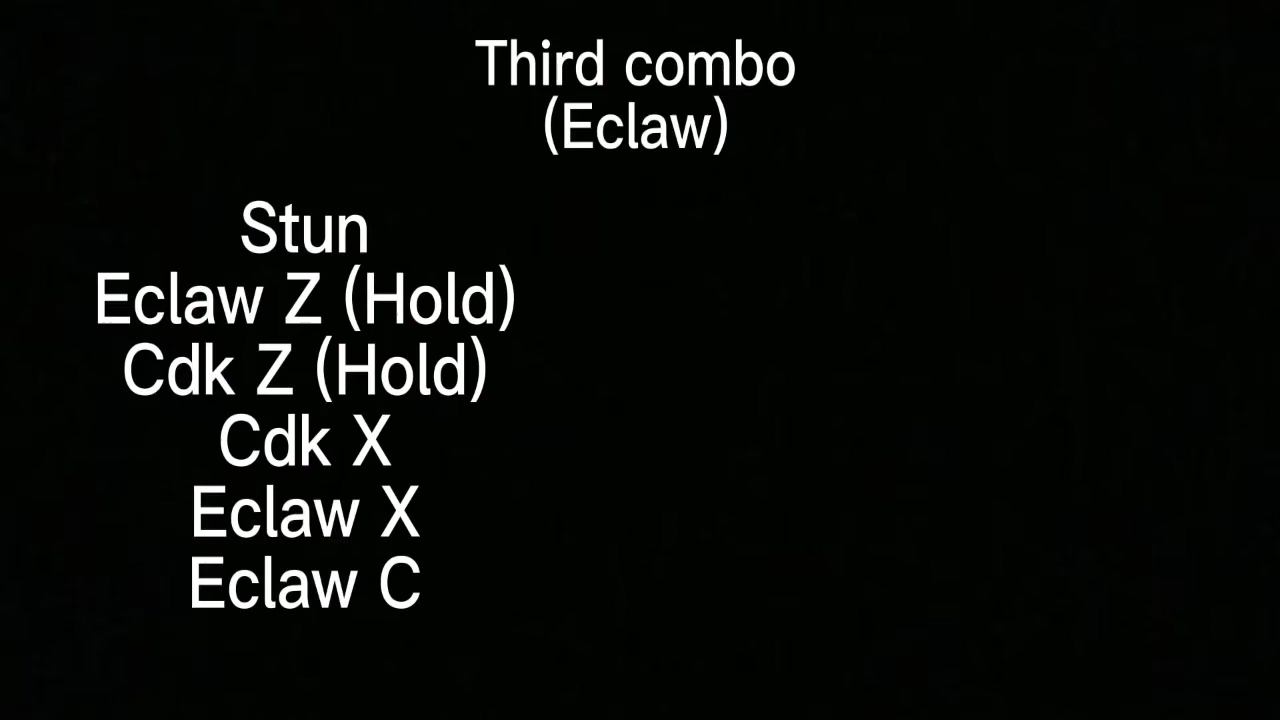 Third combo
(Eclaw)
Stun
Eclaw Z (Hold)
Cdk Z (Hold)
Cdk X
Eclaw X
Eclaw C